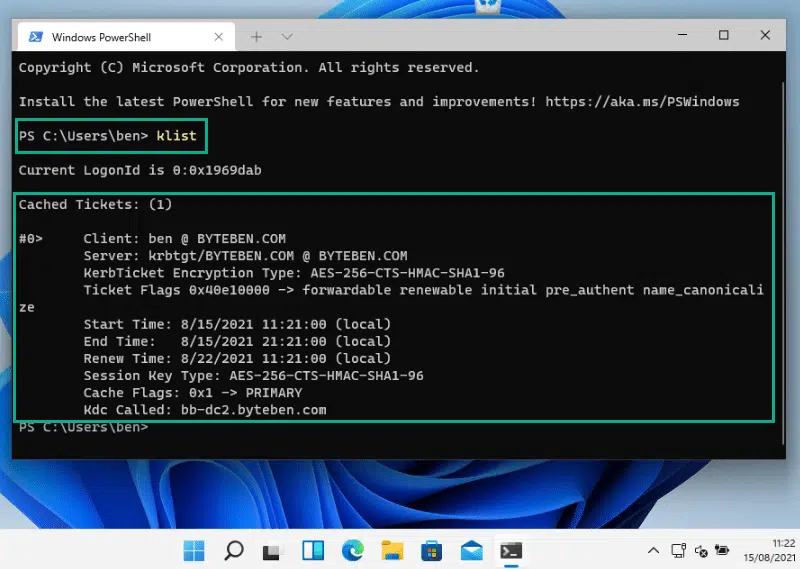 Windows PowerShell
Copyright (C) Microsoft Corporation. All rights reserved.
Install the latest PowerShell for new features and improvements! https://aka.ms/PSWindows
PS C:\Users\ben> klist
Current LogonId is 0:0x1969dab
Cached Tickets: (1)
#0>     Client: ben @ BYTEBEN.COM
        Server: krbtgt/BYTEBEN.COM @ BYTEBEN.COM
        KerbTicket Encryption Type: AES-256-CTS-HMAC-SHA1-96
        Ticket Flags 0x40e10000 -> forwardable renewable initial pre_authent name_canonicali
ze
        Start Time: 8/15/2021 11:21:00 (local)
        End Time:   8/15/2021 21:21:00 (local)
        Renew Time: 8/22/2021 11:21:00 (local)
        Session Key Type: AES-256-CTS-HMAC-SHA1-96
        Cache Flags: 0x1 -> PRIMARY
        Kdc Called: bb-dc2.byteben.com
PS C:\Users\ben>
11:22
15/08/2021